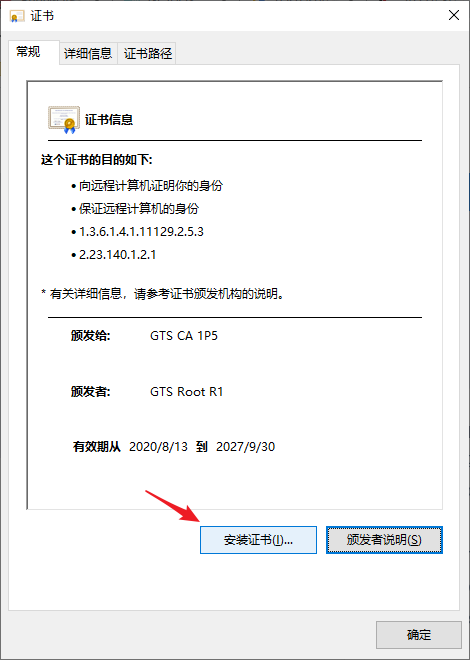 证书
常规
详细信息
证书路径
证书信息
这个证书的目的如下:
• 向远程计算机证明你的身份
• 保证远程计算机的身份
• 1.3.6.1.4.1.11129.2.5.3
• 2.23.140.1.2.1
* 有关详细信息，请参考证书颁发机构的说明。
颁发给: GTS CA 1P5
颁发者: GTS Root R1
有效期从 2020/8/13 到 2027/9/30
安装证书(I)...
颁发者说明(S)
确定